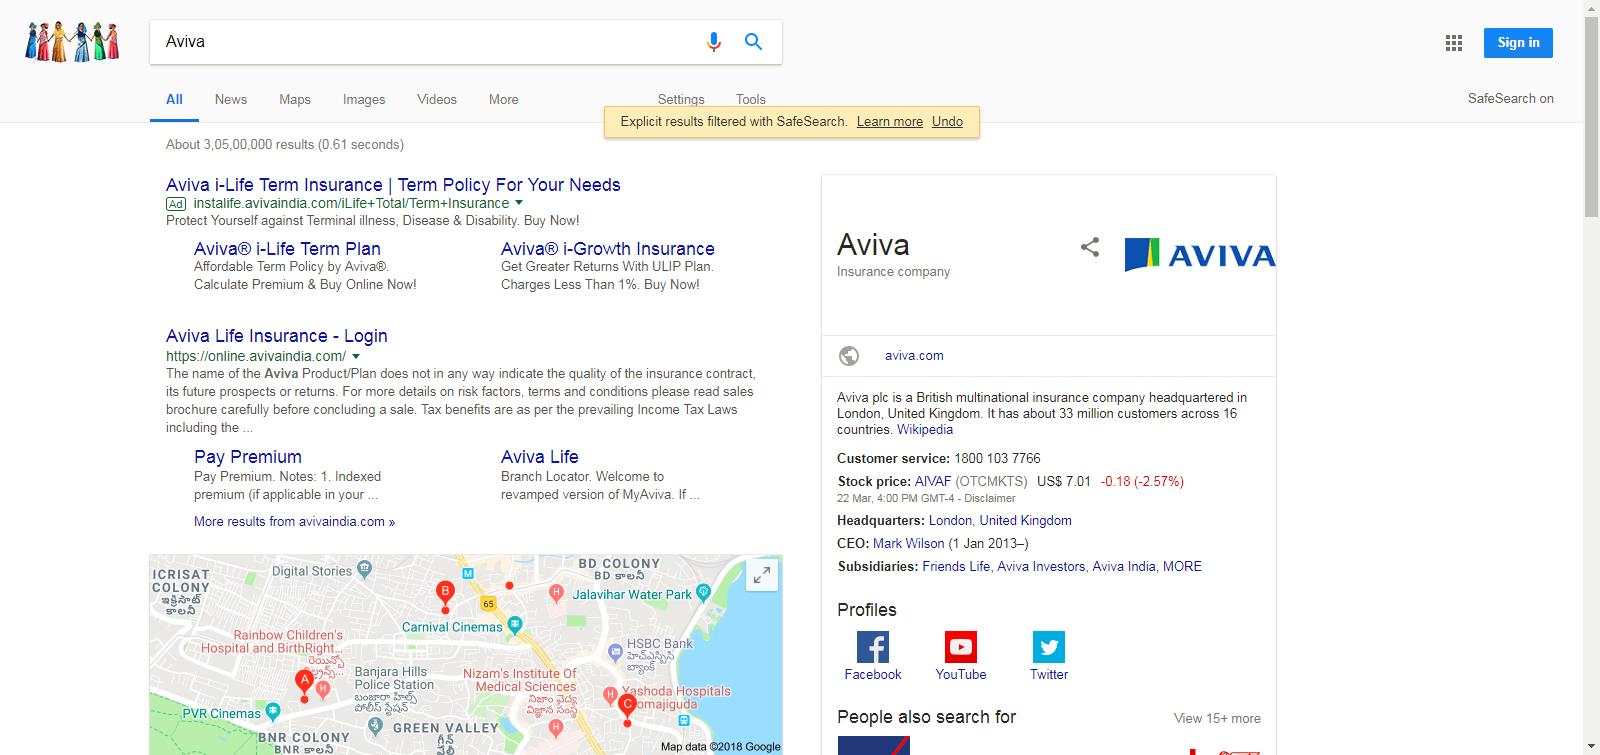 Aviva
Sign in
All
News
Maps
Images
Videos
More
Settings
Tools
SafeSearch on
Explicit results filtered with SafeSearch. Learn more Undo
About 3,05,00,000 results (0.61 seconds)
Aviva i-Life Term Insurance | Term Policy For Your Needs
Ad instalife.avivaindia.com/iLife+Total/Term+Insurance
Protect Yourself against Terminal illness, Disease & Disability. Buy Now!
Aviva® i-Life Term Plan
Affordable Term Policy by Aviva®.
Calculate Premium & Buy Online Now!
Aviva® i-Growth Insurance
Get Greater Returns With ULIP Plan.
Charges Less Than 1%. Buy Now!
Aviva Life Insurance - Login
https://online.avivaindia.com/
The name of the Aviva Product/Plan does not in any way indicate the quality of the insurance contract,
its future prospects or returns. For more details on risk factors, terms and conditions please read sales
brochure carefully before concluding a sale. Tax benefits are as per the prevailing Income Tax Laws
including the ...
Pay Premium
Pay Premium. Notes: 1. Indexed
premium (if applicable in your ...
Aviva Life
Branch Locator. Welcome to
revamped version of MyAviva. If ...
More results from avivaindia.com »
ICRISAT
COLONY
ఇక్రిసాట్
కాలనీ
Digital Stories
M
B
65
H
BD COLONY
BD కాలనీ
Jalavihar Water Park
Carnival Cinemas
Rainbow Children's
Hospital and BirthRight...
HSBC Bank
హెచ్ఎస్బిసి
బ్యాంక్
A
H
Banjara Hills
Police Station
బంజారా హిల్స్
పోలీస్ స్టేషన్
Nizam's Institute Of
Medical Sciences
నిజాం వైద్య
విజ్ఞాన సంస్థ
H
H
Yashoda Hospitals
omajiguda
C
PVR Cinemas
GREEN VALLEY
BNR COLONY
BNR కాలనీ
Map data ©2018 Google
Aviva
Insurance company
AVIVA
aviva.com
Aviva plc is a British multinational insurance company headquartered in
London, United Kingdom. It has about 33 million customers across 16
countries. Wikipedia
Customer service: 1800 103 7766
Stock price: AIVAF (OTCMKTS) US$ 7.01 -0.18 (-2.57%)
22 Mar, 4:00 PM GMT-4 - Disclaimer
Headquarters: London, United Kingdom
CEO: Mark Wilson (1 Jan 2013–)
Subsidiaries: Friends Life, Aviva Investors, Aviva India, MORE
Profiles
Facebook
YouTube
Twitter
People also search for
View 15+ more